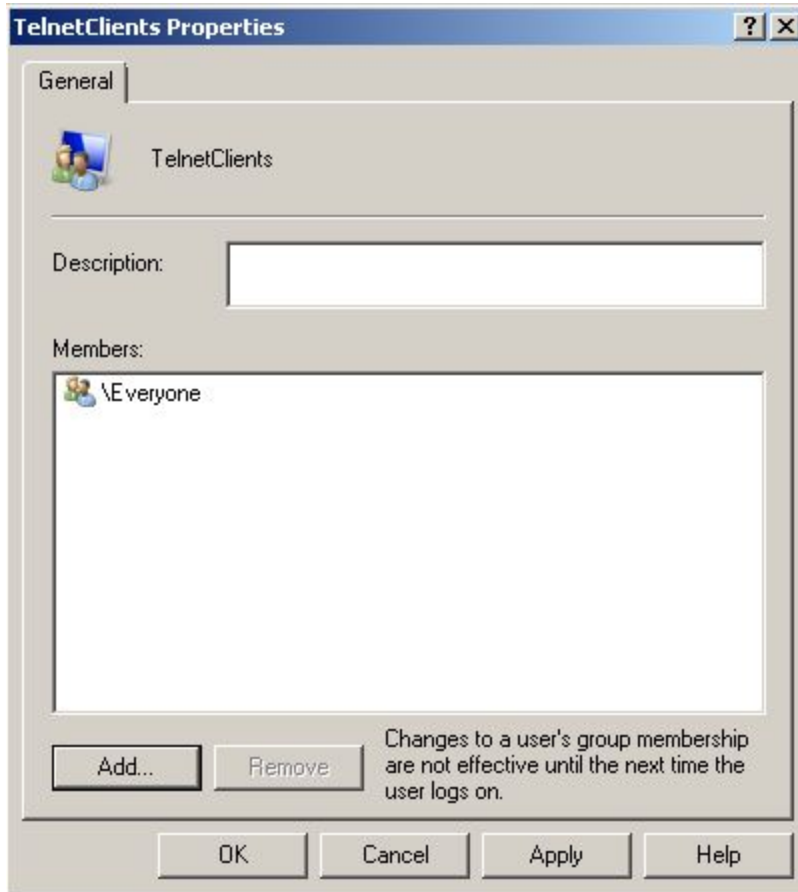 TelnetClients Properties
General
TelnetClients
Description:
Members:
\Everyone
Add...
Remove
Changes to a user's group membership
are not effective until the next time the
user logs on.
OK
Cancel
Apply
Help